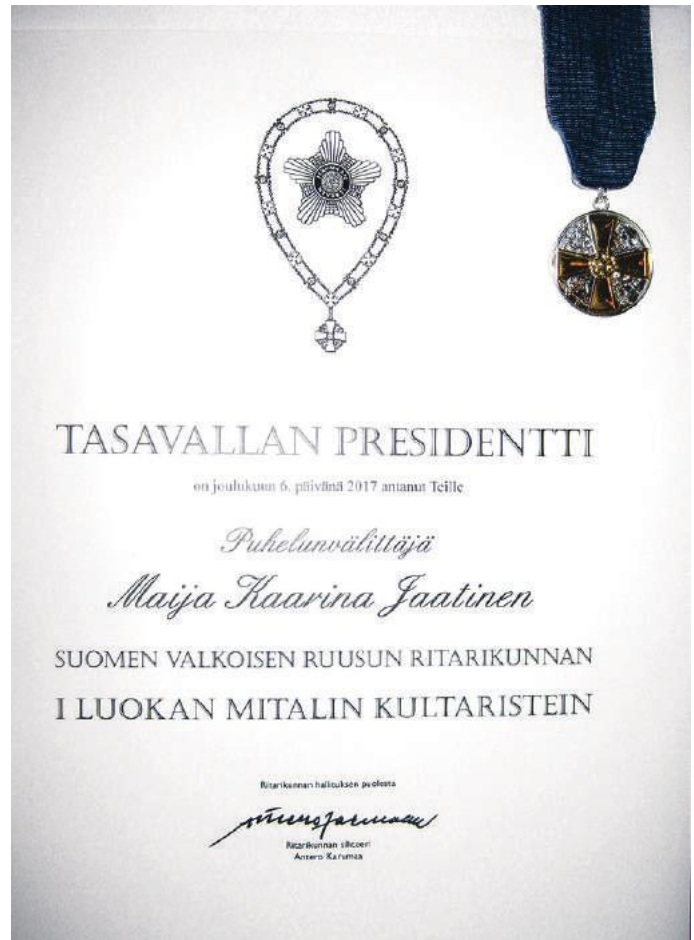 TASAVALLAN PRESIDENTTI
on joulukuun 6. päivänä 2017 antanut Teille
Puhelunvälittäjä
Maija Kaarina Jaatinen
SUOMEN VALKOISEN RUUSUN RITARIKUNNAN
I LUOKAN MITALIN KULTARISTEIN
Ritarikunnan hallituksen puolesta
Ritarikunnan sihteeri
Antero Karumaa